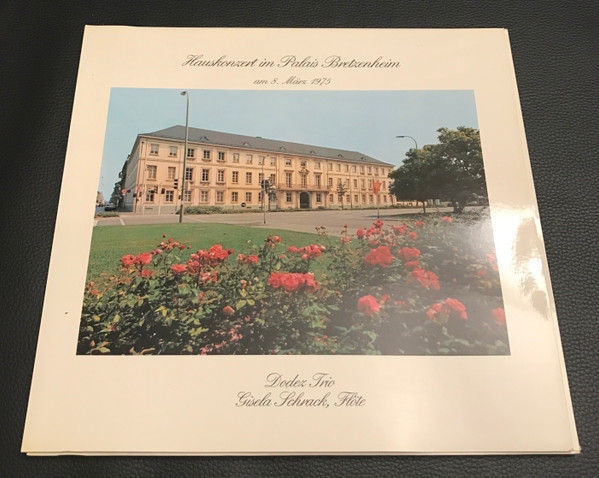 Hauskonzert im Palais Bretzenheim
am 8. März 1975
Dodez Trio
Gisela Schrack, Flöte